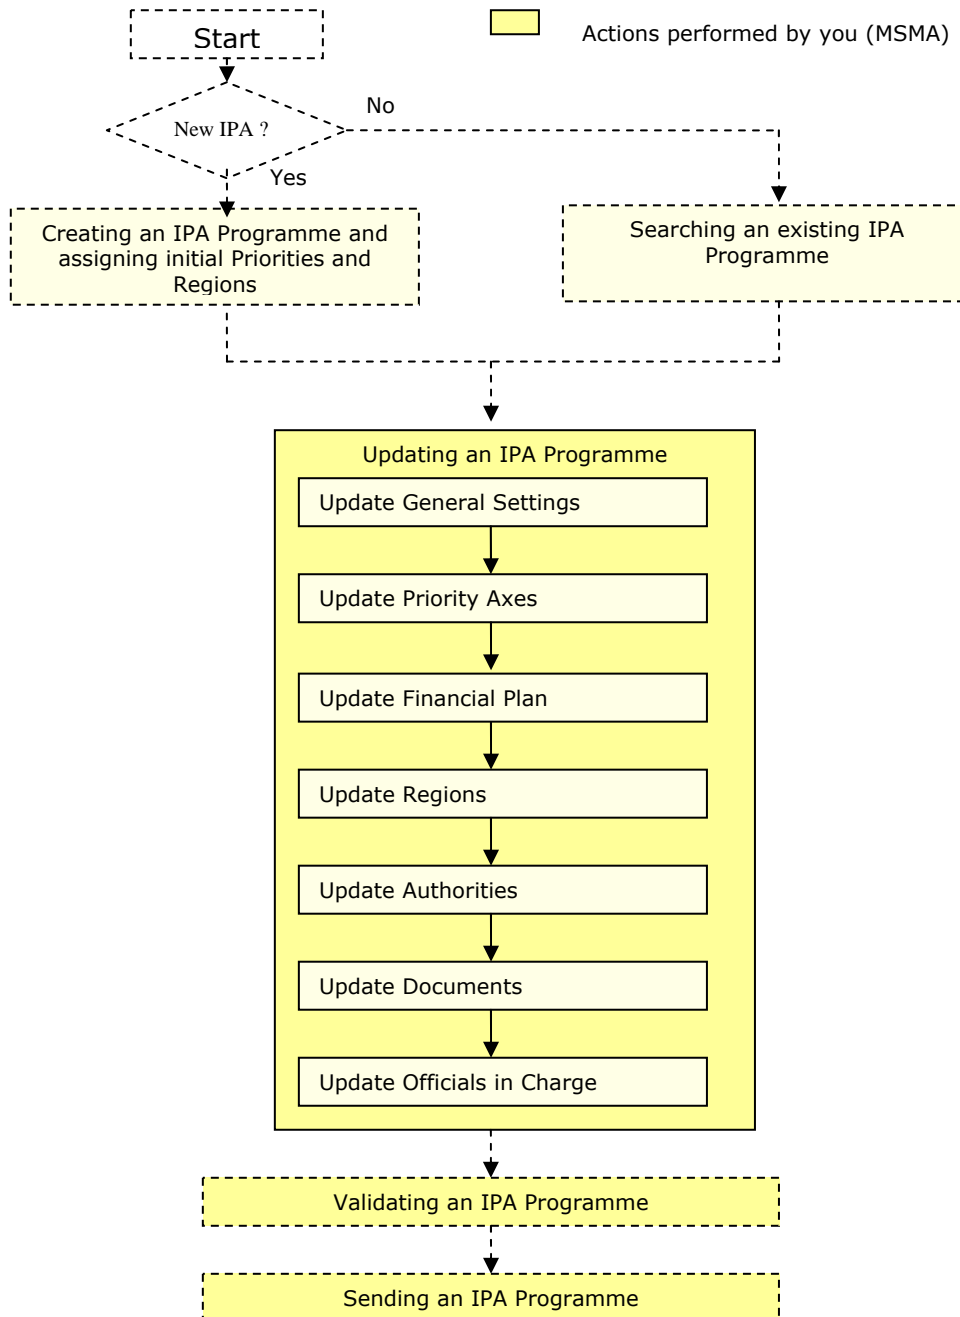 Start
Actions performed by you (MSMA)
No
New IPA ?
Yes
Creating an IPA Programme and
assigning initial Priorities and
Regions
Searching an existing IPA
Programme
Updating an IPA Programme
Update General Settings
Update Priority Axes
Update Financial Plan
Update Regions
Update Authorities
Update Documents
Update Officials in Charge
Validating an IPA Programme
Sending an IPA Programme